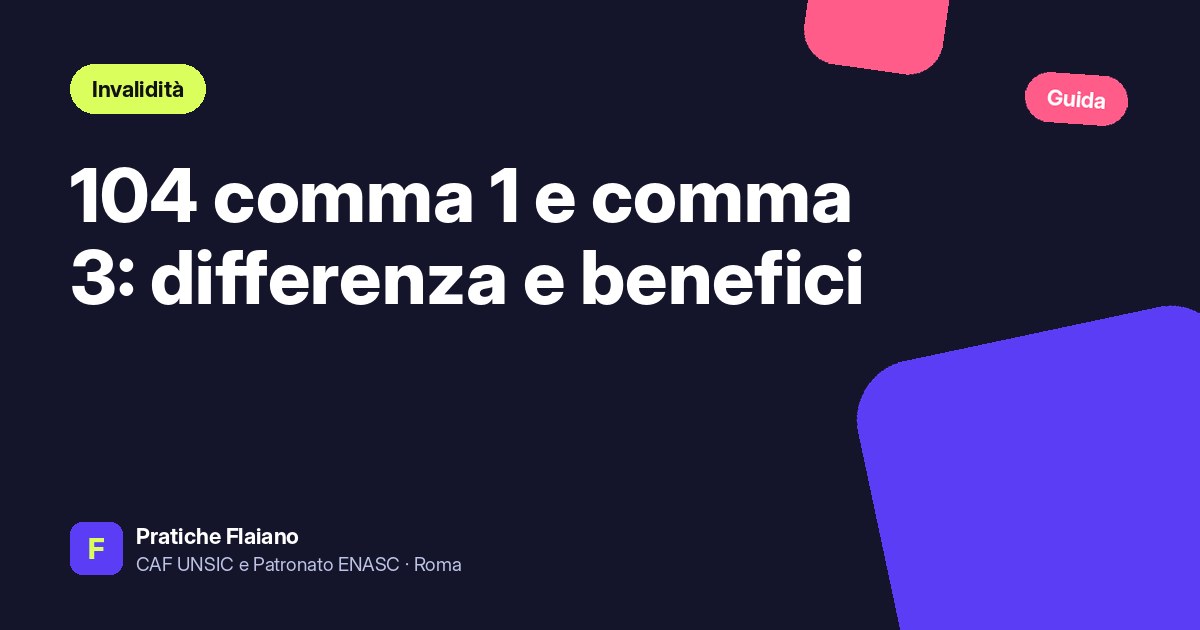 Invalidità
Guida
104 comma 1 e comma
3: differenza e benefici
F
Pratiche Flaiano
CAF UNSIC e Patronato ENASC · Roma